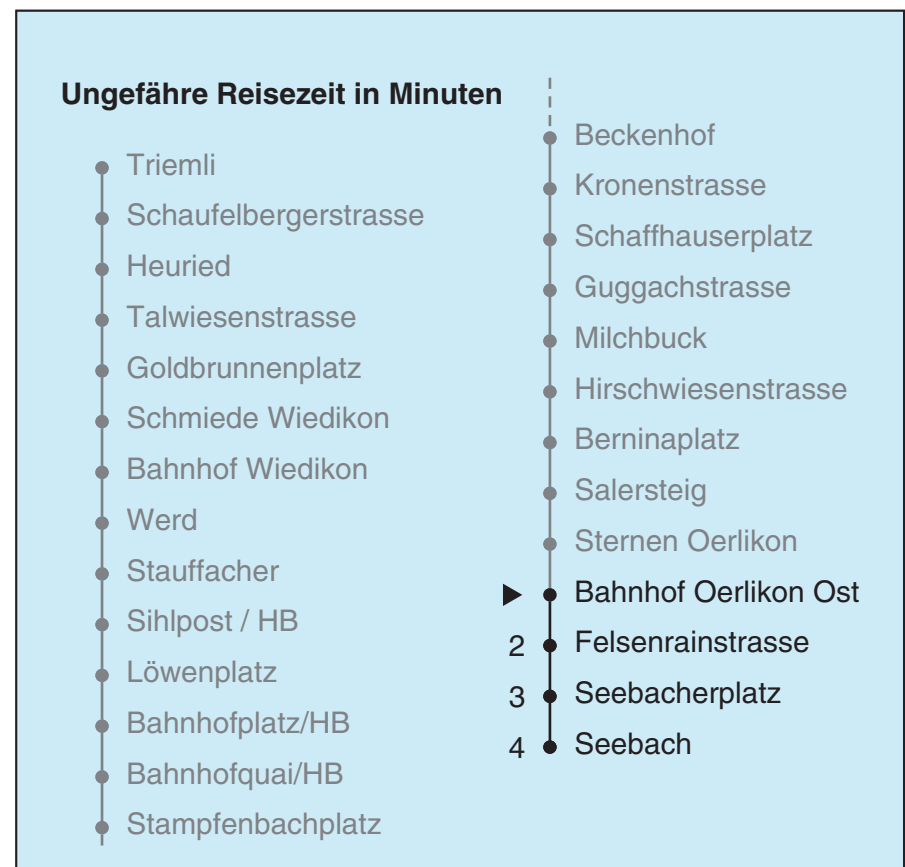 Ungefähre Reisezeit in Minuten
Triemli
Schaufelbergerstrasse
Heuried
Talwiesenstrasse
Goldbrunnenplatz
Schmiede Wiedikon
Bahnhof Wiedikon
Werd
Stauffacher
Sihlpost / HB
Löwenplatz
Bahnhofplatz/HB
Bahnhofquai/HB
Stampfenbachplatz
Beckenhof
Kronenstrasse
Schaffhauserplatz
Guggachstrasse
Milchbuck
Hirschwiesenstrasse
Berninaplatz
Salersteig
Sternen Oerlikon
Bahnhof Oerlikon Ost
2 Felsenrainstrasse
3 Seebacherplatz
4 Seebach